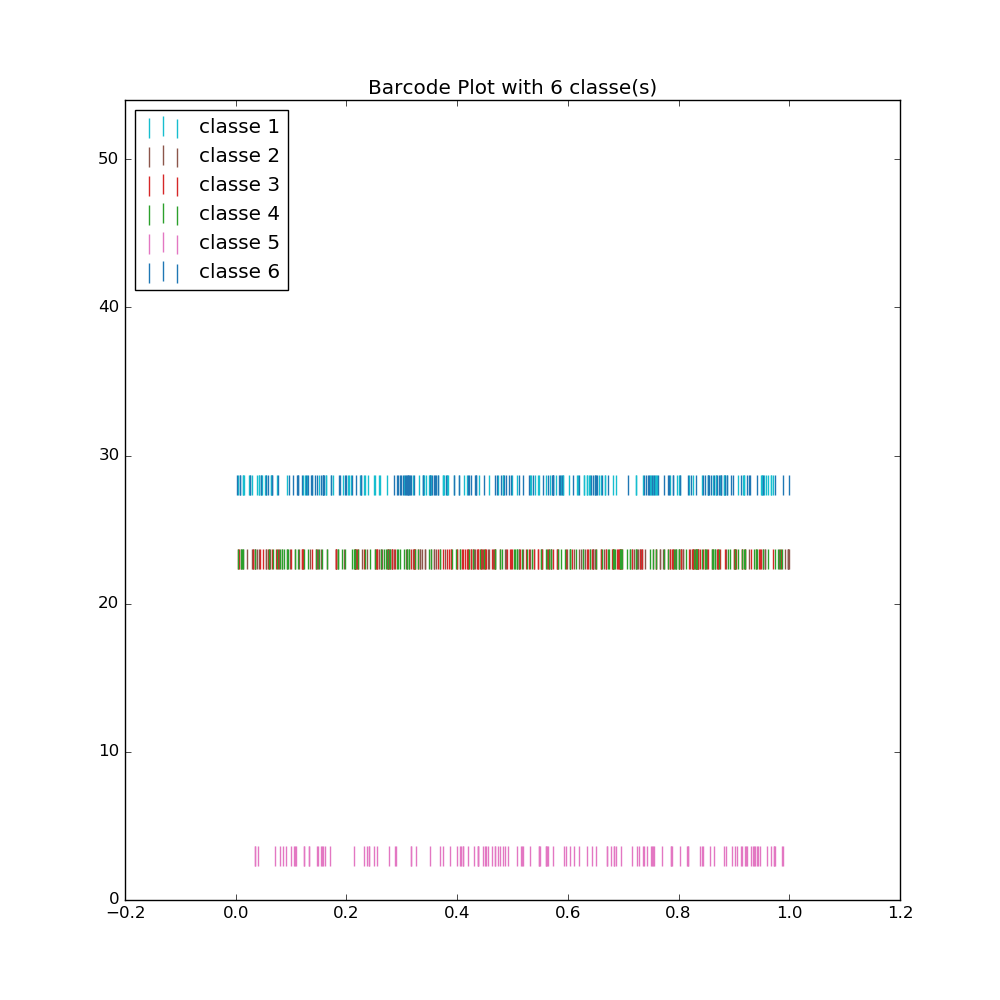 Barcode Plot with 6 classe(s)
classe 1
classe 2
classe 3
classe 4
classe 5
classe 6
50
40
30
20
10
0
−0.2 0.0 0.2 0.4 0.6 0.8 1.0 1.2